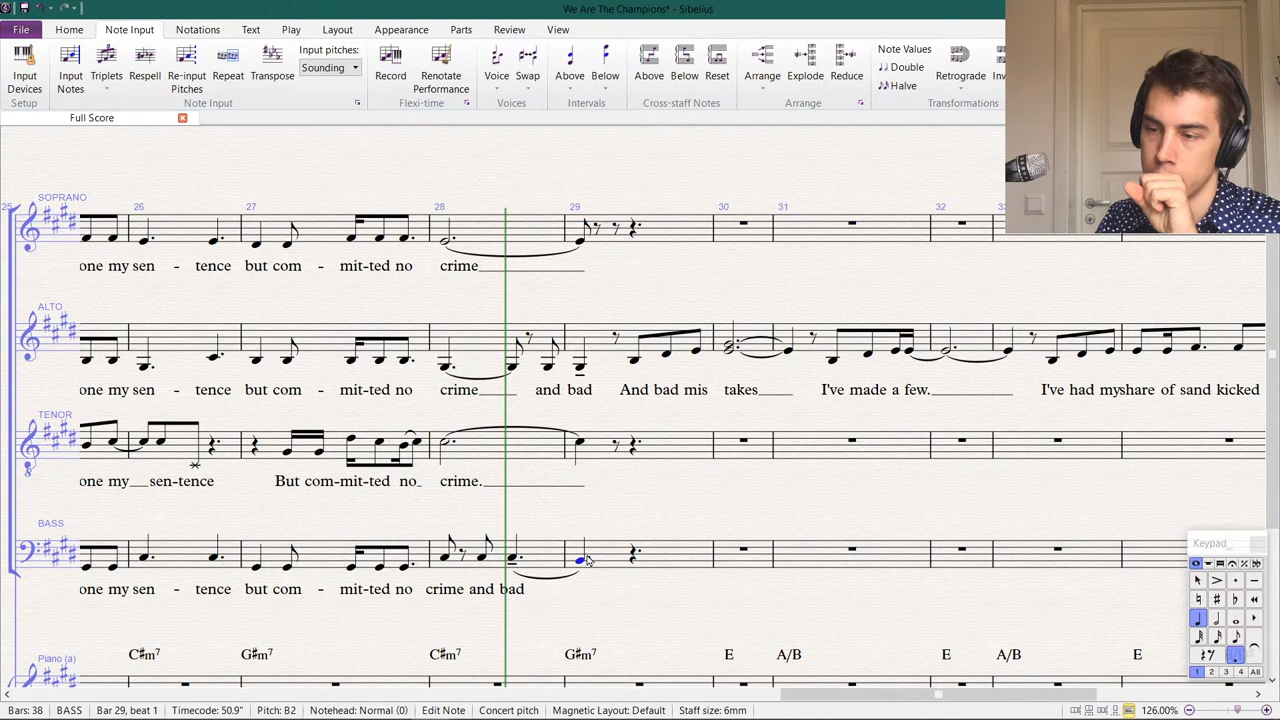 We Are The Champions* - Sibelius
File Home Note Input Notations Text Play Layout Appearance Parts Review View
Input Devices
Input Notes
Triplets
Respell
Re-input Pitches
Repeat
Transpose
Input pitches:
Sounding
Record
Renotate Performance
Voice
Swap
Above
Below
Above
Below
Reset
Arrange
Explode
Reduce
Note Values
Double
Halve
Retrograde
Setup Note Input Flexi-time Voices Intervals Cross-staff Notes Arrange Transformations
Full Score
SOPRANO
25 26 27 28 29 30 31 32 33
one my sen - tence but com - mit-ted no crime
ALTO
one my sen - tence but com - mit-ted no crime and bad And bad mis takes I've made a few. I've had myshare of sand kicked
TENOR
8
one my sen-tence But com-mit-ted no crime.
BASS
one my sen - tence but com - mit-ted no crime and bad
Piano (a) C#m7 G#m7 C#m7 G#m7 E A/B E A/B E
Keypad
1 2 3 4 All
Bars: 38 BASS Bar 29, beat 1 Timecode: 50.9" Pitch: B2 Notehead: Normal (0) Edit Note Concert pitch Magnetic Layout: Default Staff size: 6mm 126.00%